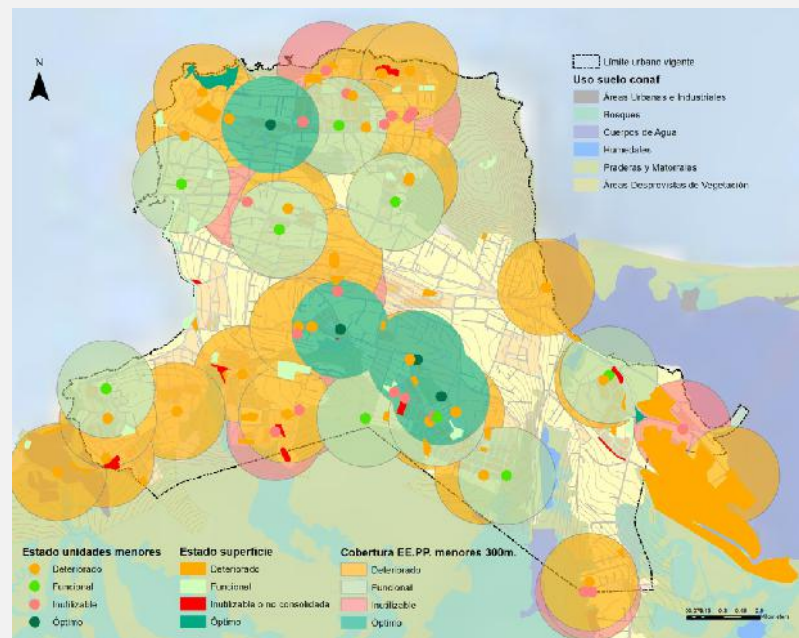 N
Límite urbano vigente
Uso suelo conaf
Áreas Urbanas e Industriales
Bosques
Cuerpos de Agua
Humedales
Praderas y Matorrales
Áreas Desprovistas de Vegetación
Estado unidades menores
Deteriorado
Funcional
Inutilizable
Óptimo
Estado superficie
Deteriorado
Funcional
Inutilizable o no consolidada
Óptimo
Cobertura EE.PP. menores 300m.
Deteriorado
Funcional
Inutilizable
Óptimo